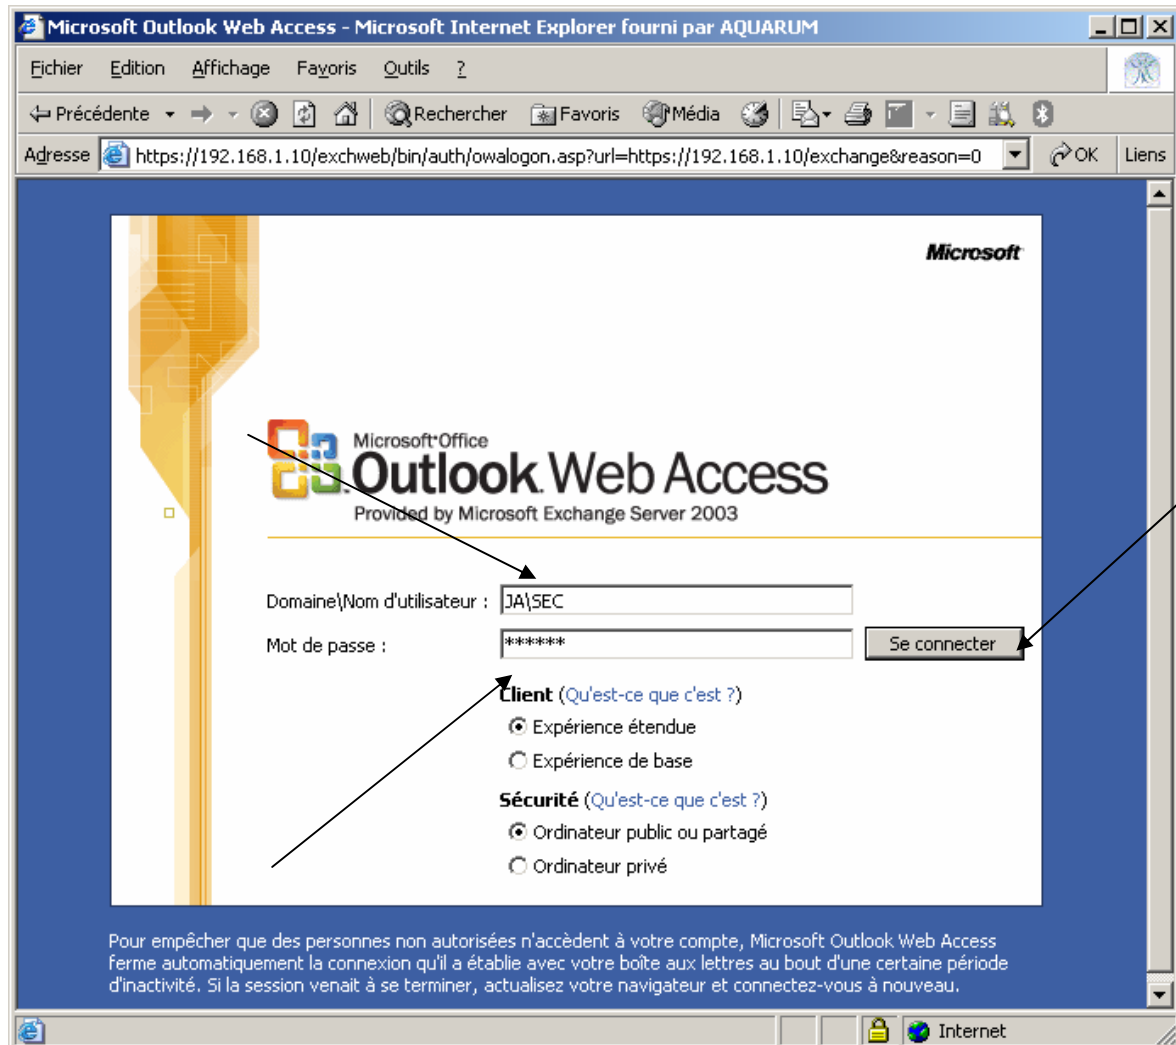 Microsoft Outlook Web Access - Microsoft Internet Explorer fourni par AQUARUM
Fichier Edition Affichage Favoris Outils ?
Précédente Rechercher Favoris Média
Adresse https://192.168.1.10/exchweb/bin/auth/owalogon.asp?url=https://192.168.1.10/exchange&reason=0 OK Liens
Microsoft
Microsoft Office
Outlook Web Access
Provided by Microsoft Exchange Server 2003
Domaine\Nom d'utilisateur : JA\SEC
Mot de passe : ****** Se connecter
Client (Qu'est-ce que c'est ?)
Expérience étendue
Expérience de base
Sécurité (Qu'est-ce que c'est ?)
Ordinateur public ou partagé
Ordinateur privé
Pour empêcher que des personnes non autorisées n'accèdent à votre compte, Microsoft Outlook Web Access
ferme automatiquement la connexion qu'il a établie avec votre boîte aux lettres au bout d'une certaine période
d'inactivité. Si la session venait à se terminer, actualisez votre navigateur et connectez-vous à nouveau.
Internet